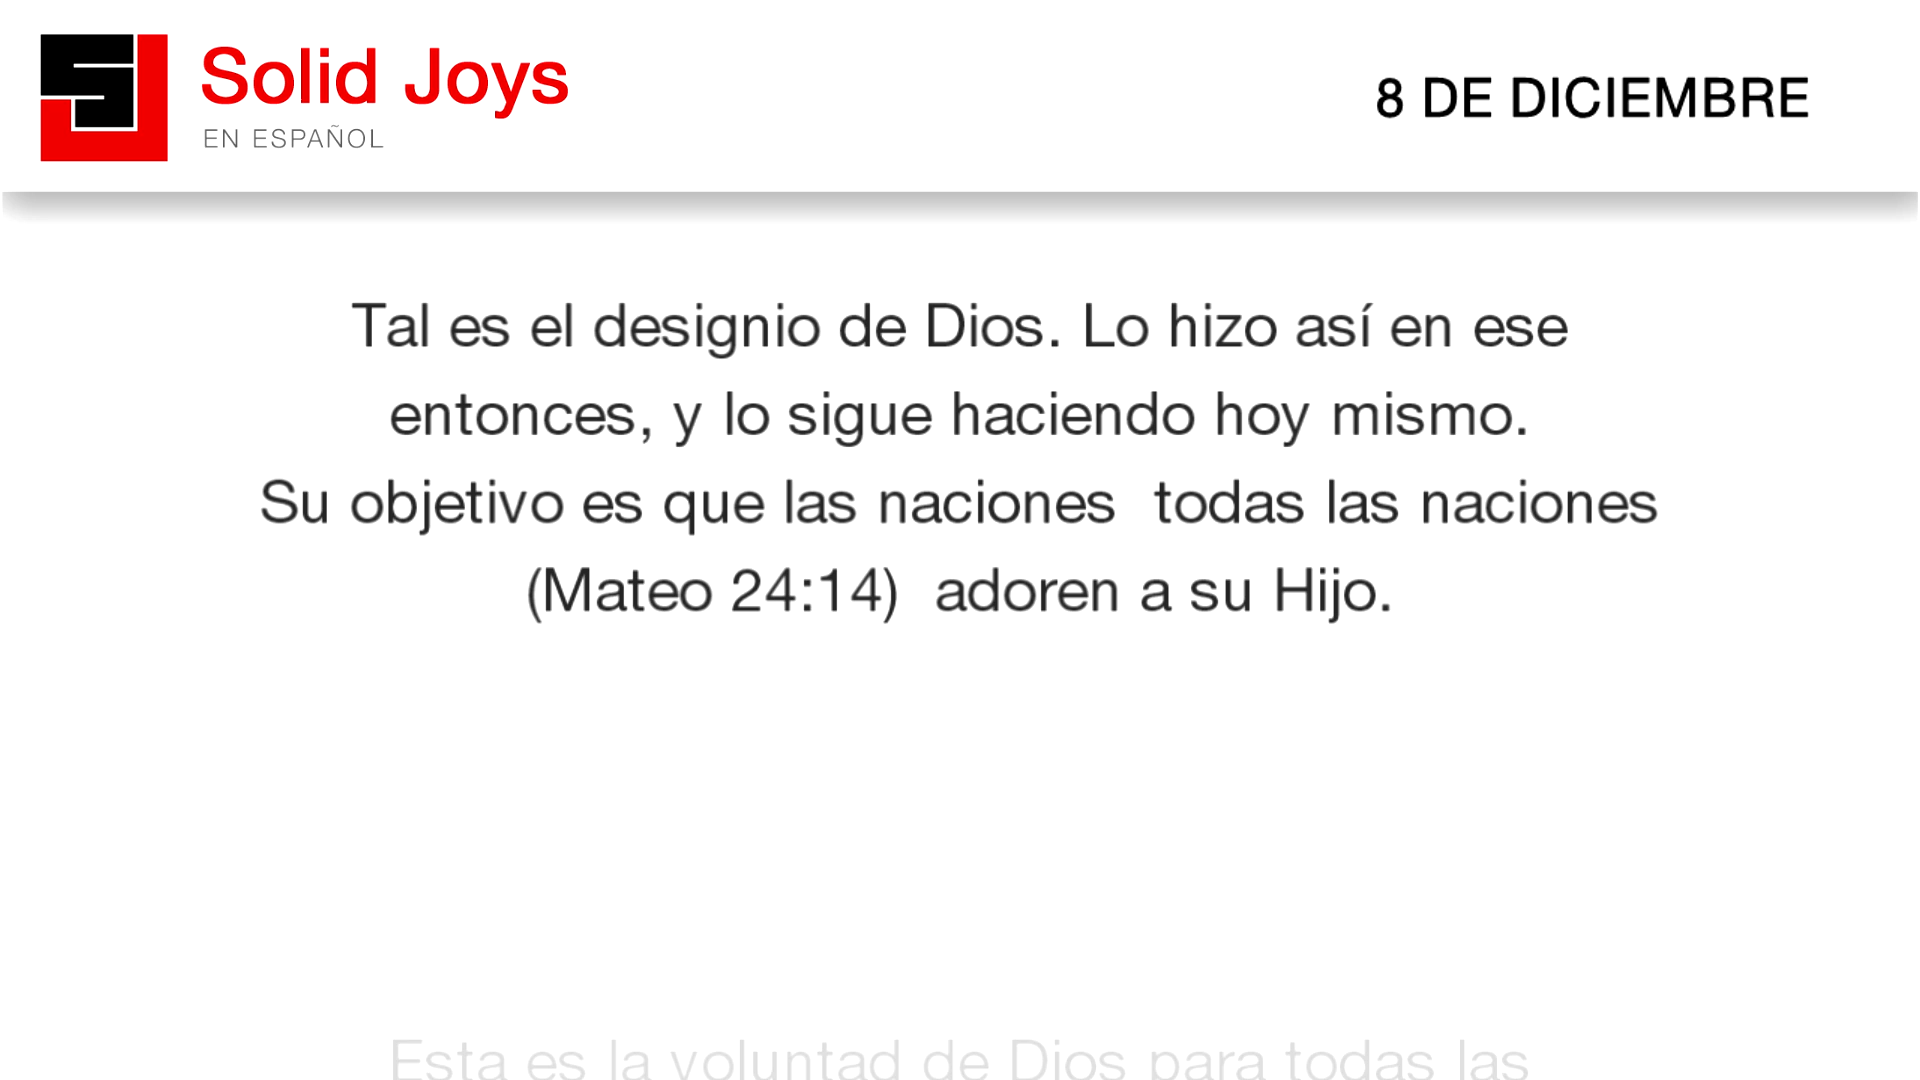 Solid Joys
EN ESPAÑOL
8 DE DICIEMBRE
Tal es el designio de Dios. Lo hizo así en ese
entonces, y lo sigue haciendo hoy mismo.
Su objetivo es que las naciones  todas las naciones
(Mateo 24:14)  adoren a su Hijo.
Esta es la voluntad de Dios para todas las